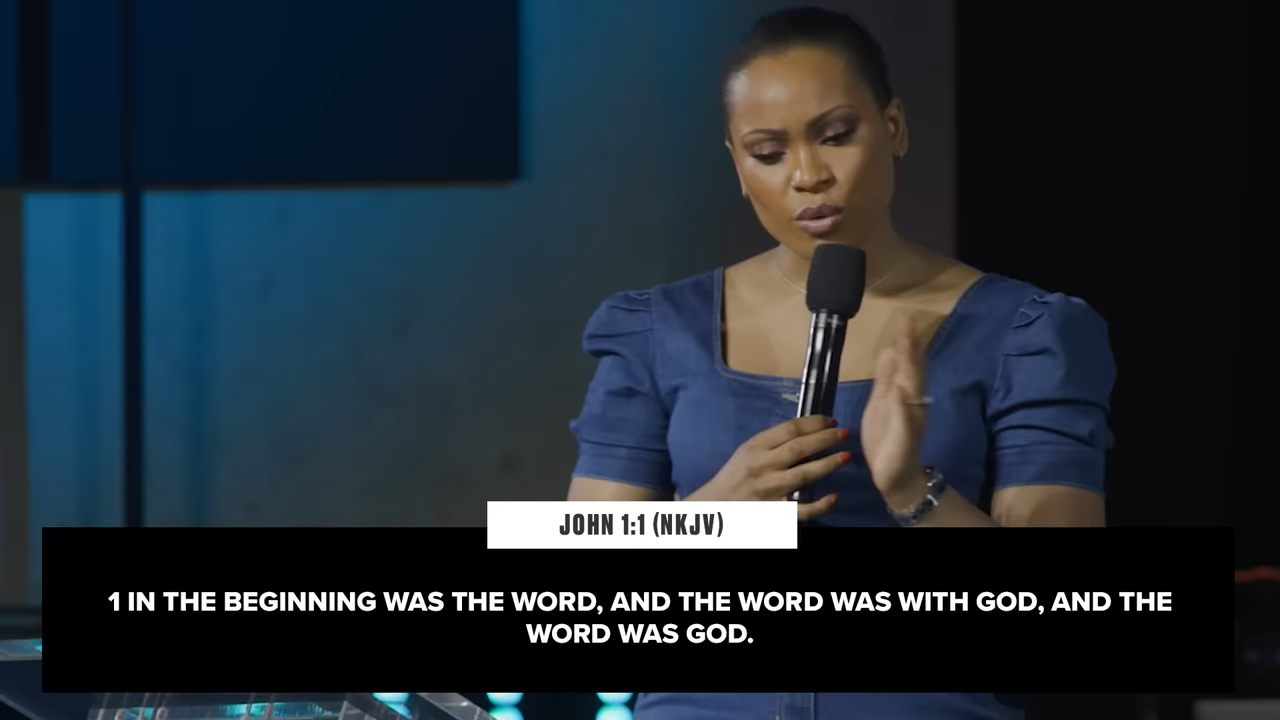 JOHN 1:1 (NKJV)
1 IN THE BEGINNING WAS THE WORD, AND THE WORD WAS WITH GOD, AND THE
WORD WAS GOD.